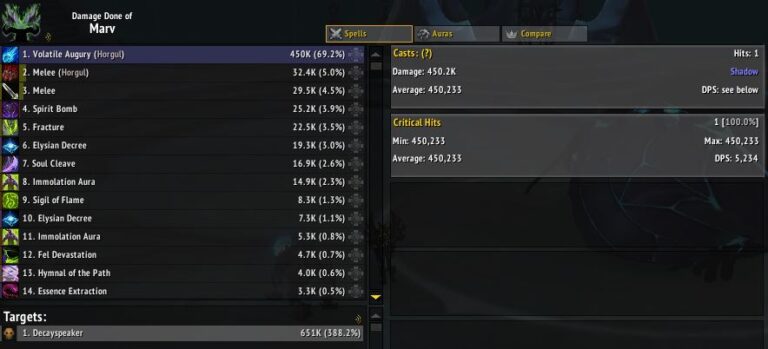 Damage Done of
Marv
Spells
Auras
Compare
1. Volatile Augury (Horgul) 450K (69.2%)
2. Melee (Horgul) 32.4K (5.0%)
3. Melee 29.5K (4.5%)
4. Spirit Bomb 25.2K (3.9%)
5. Fracture 22.5K (3.5%)
6. Elysian Decree 19.3K (3.0%)
7. Soul Cleave 16.9K (2.6%)
8. Immolation Aura 14.9K (2.3%)
9. Sigil of Flame 8.3K (1.3%)
10. Elysian Decree 7.3K (1.1%)
11. Immolation Aura 5.3K (0.8%)
12. Fel Devastation 4.7K (0.7%)
13. Hymnal of the Path 4.0K (0.6%)
14. Essence Extraction 3.3K (0.5%)
Targets:
1. Decayspeaker 651K (388.2%)
Casts: (?) Hits: 1
Damage: 450.2K Shadow
Average: 450,233 DPS: see below
Critical Hits 1 [100.0%]
Min: 450,233 Max: 450,233
Average: 450,233 DPS: 5,234